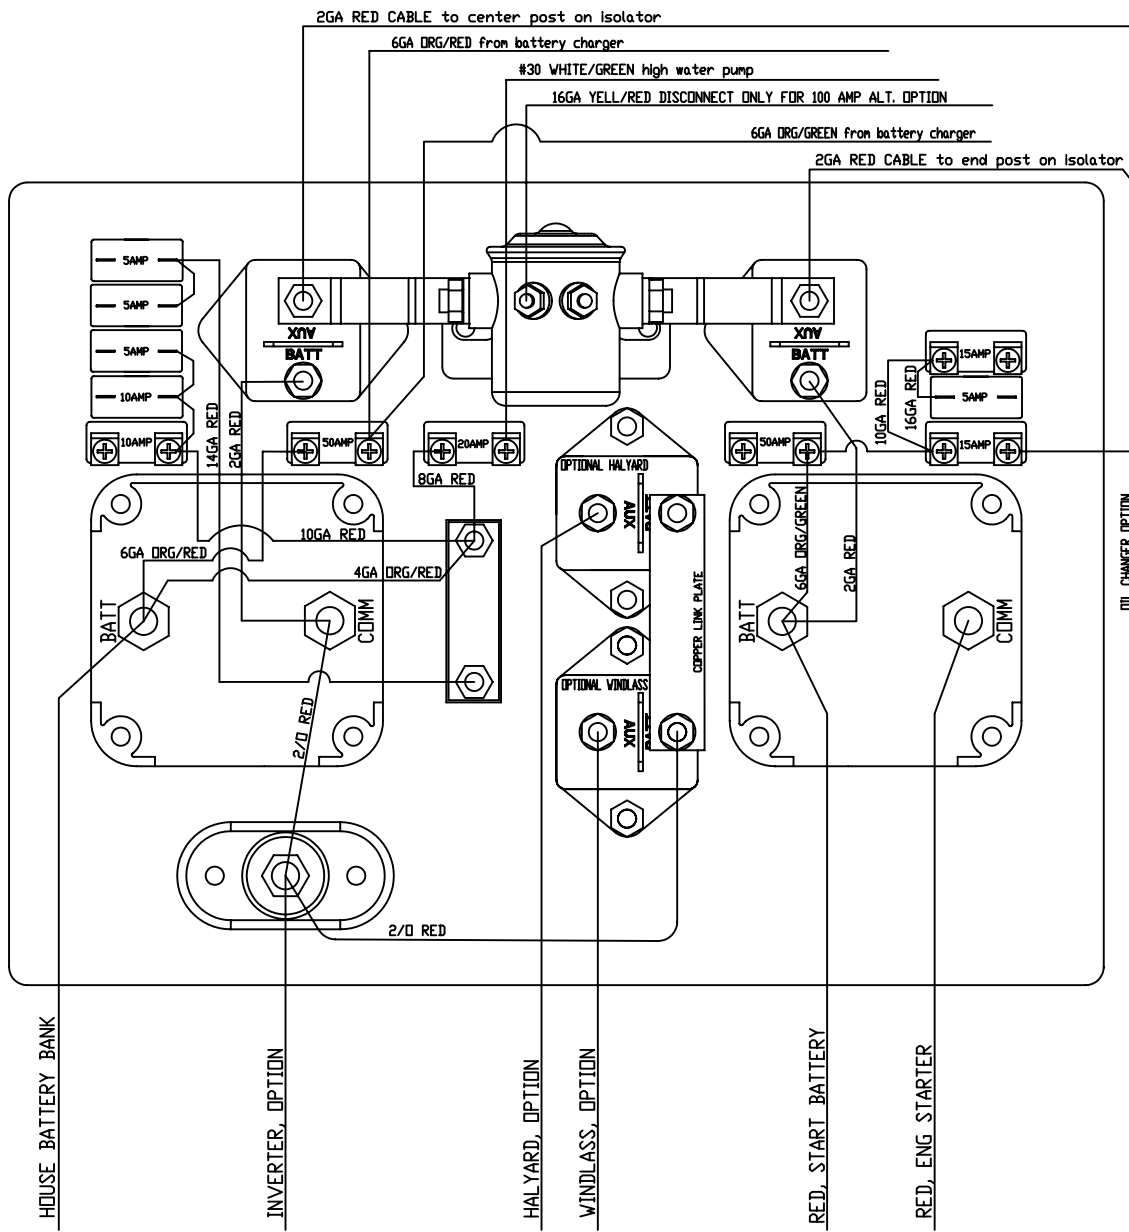 2GA RED CABLE to center post on isolator
6GA ORG/RED from battery charger
#30 WHITE/GREEN high water pump
16GA YELL/RED DISCONNECT ONLY FOR 100 AMP ALT. OPTION
6GA ORG/GREEN from battery charger
2GA RED CABLE to end post on isolator
5AMP
5AMP
5AMP
10AMP
10AMP
14GA RED
2GA RED
AUX
BATT
50AMP
20AMP
8GA RED
AUX
BATT
50AMP
10GA RED
16GA RED
15AMP
5AMP
15AMP
OPTIONAL HALYARD
AUX
BATT
10GA RED
6GA ORG/RED
4GA ORG/RED
BATT
COMM
2/0 RED
COPPER LINK PLATE
OPTIONAL WINDLASS
AUX
BATT
6GA ORG/GREEN
2GA RED
BATT
COMM
OIL CHANGER OPTION
2/0 RED
HOUSE BATTERY BANK
INVERTER, OPTION
HALYARD, OPTION
WINDLASS, OPTION
RED, START BATTERY
RED, ENG STARTER